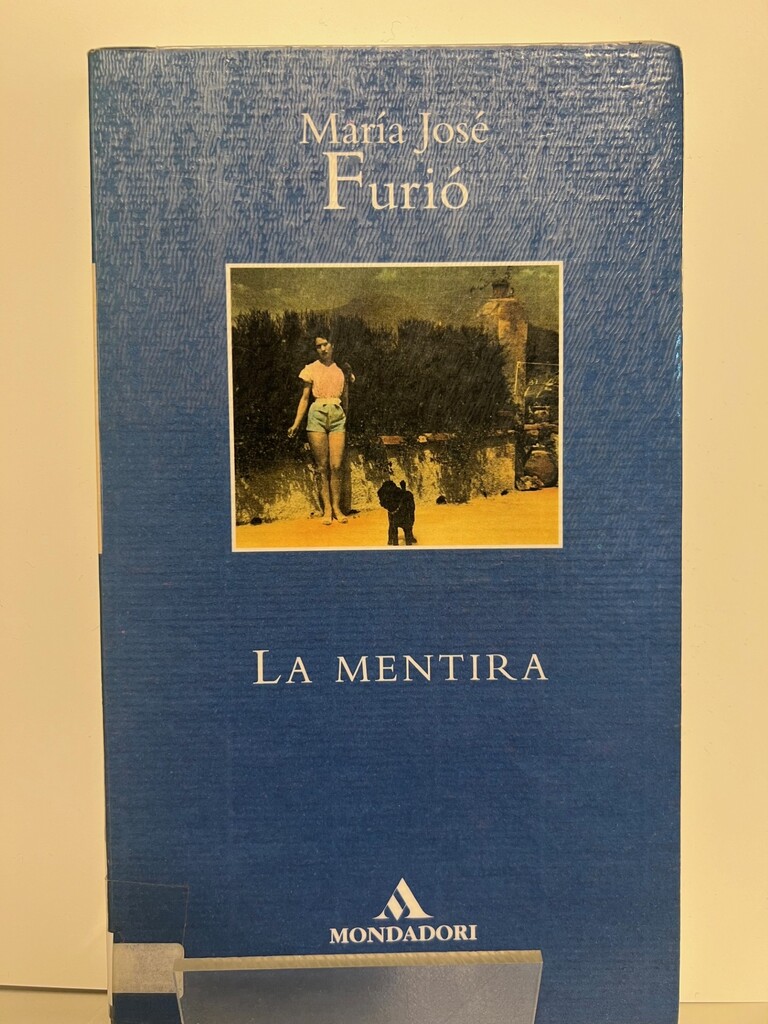 María José
Furió
La mentira
MONDADORI